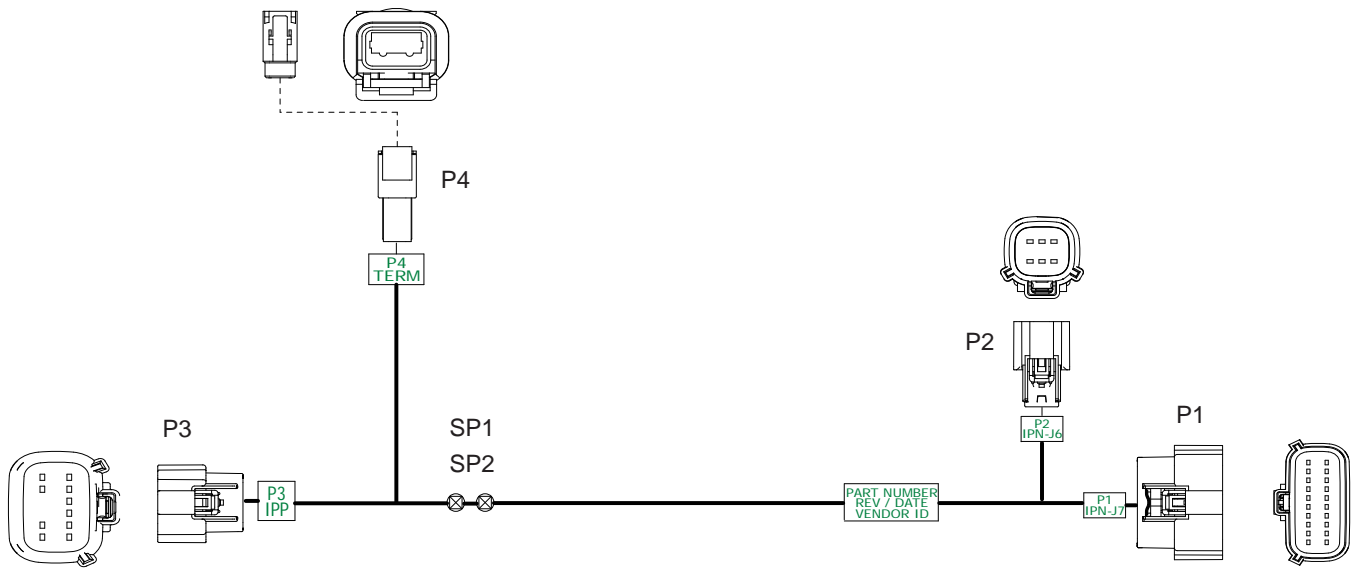 P4
P4
TERM
P2
P2
IPN-J6
P1
P3
SP1
SP2
P3
IPP
PART NUMBER
REV / DATE
VENDOR ID
P1
IPN-J7